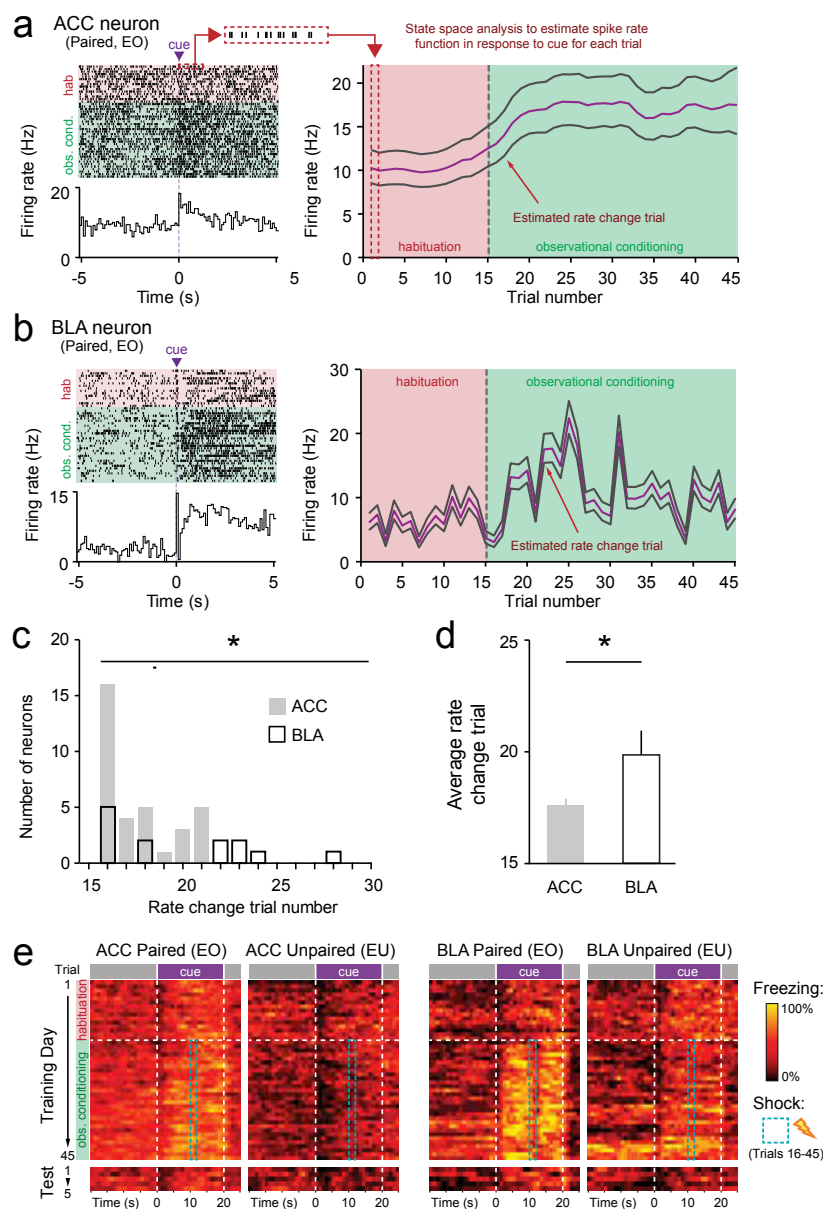 a
ACC neuron
(Paired, EO)
cue
State space analysis to estimate spike rate
function in response to cue for each trial
hab
obs. cond.
Firing rate (Hz)
20
0
-5
0
5
Time (s)
Firing rate (Hz)
20
15
10
5
0
Estimated rate change trial
habituation
observational conditioning
0 5 10 15 20 25 30 35 40 45
Trial number
b
BLA neuron
(Paired, EO)
cue
hab
obs. cond.
Firing rate (Hz)
15
0
-5
0
5
Time (s)
Firing rate (Hz)
30
20
10
0
habituation
observational conditioning
Estimated rate change trial
0 5 10 15 20 25 30 35 40 45
Trial number
c
Number of neurons
20
15
10
5
0
*
ACC
BLA
15 20 25 30
Rate change trial number
d
Average rate
change trial
25
20
15
*
ACC BLA
e
ACC Paired (EO) ACC Unpaired (EU) BLA Paired (EO) BLA Unpaired (EU)
Trial
cue cue cue cue
1
45
Training Day
habituation
obs. conditioning
Test
1
5
Time (s) 0 10 20 Time (s) 0 10 20 Time (s) 0 10 20 Time (s) 0 10 20
Freezing:
100%
0%
Shock:
(Trials 16-45)